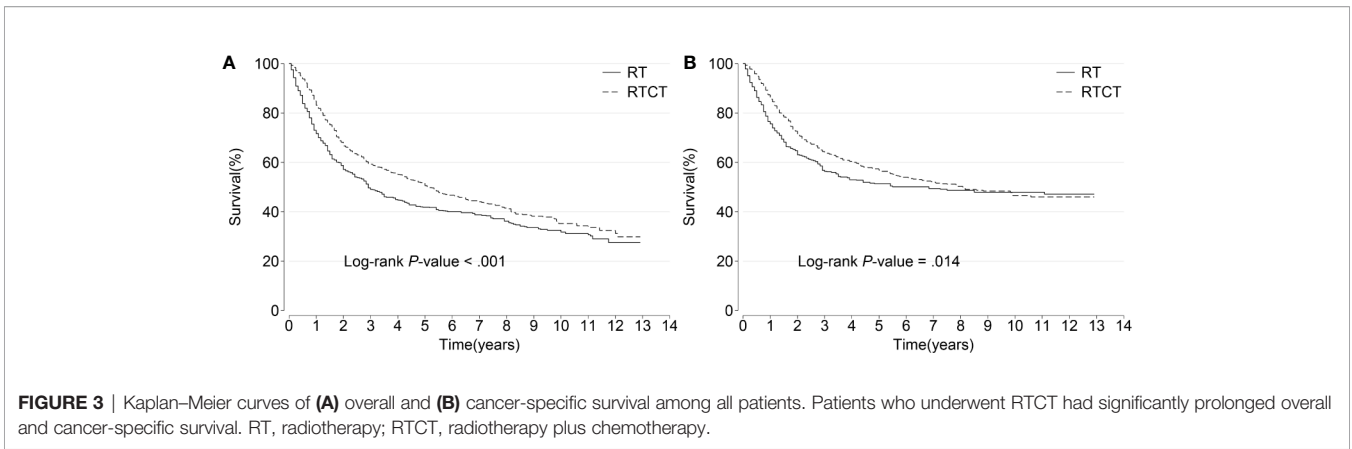 A
100
80
60
40
20
0
Survival(%)
RT
RTCT
Log-rank P-value < .001
0 1 2 3 4 5 6 7 8 9 10 11 12 13 14
Time(years)
B
100
80
60
40
20
0
Survival(%)
RT
RTCT
Log-rank P-value = .014
0 1 2 3 4 5 6 7 8 9 10 11 12 13 14
Time(years)
FIGURE 3 | Kaplan–Meier curves of (A) overall and (B) cancer-specific survival among all patients. Patients who underwent RTCT had significantly prolonged overall
and cancer-specific survival. RT, radiotherapy; RTCT, radiotherapy plus chemotherapy.